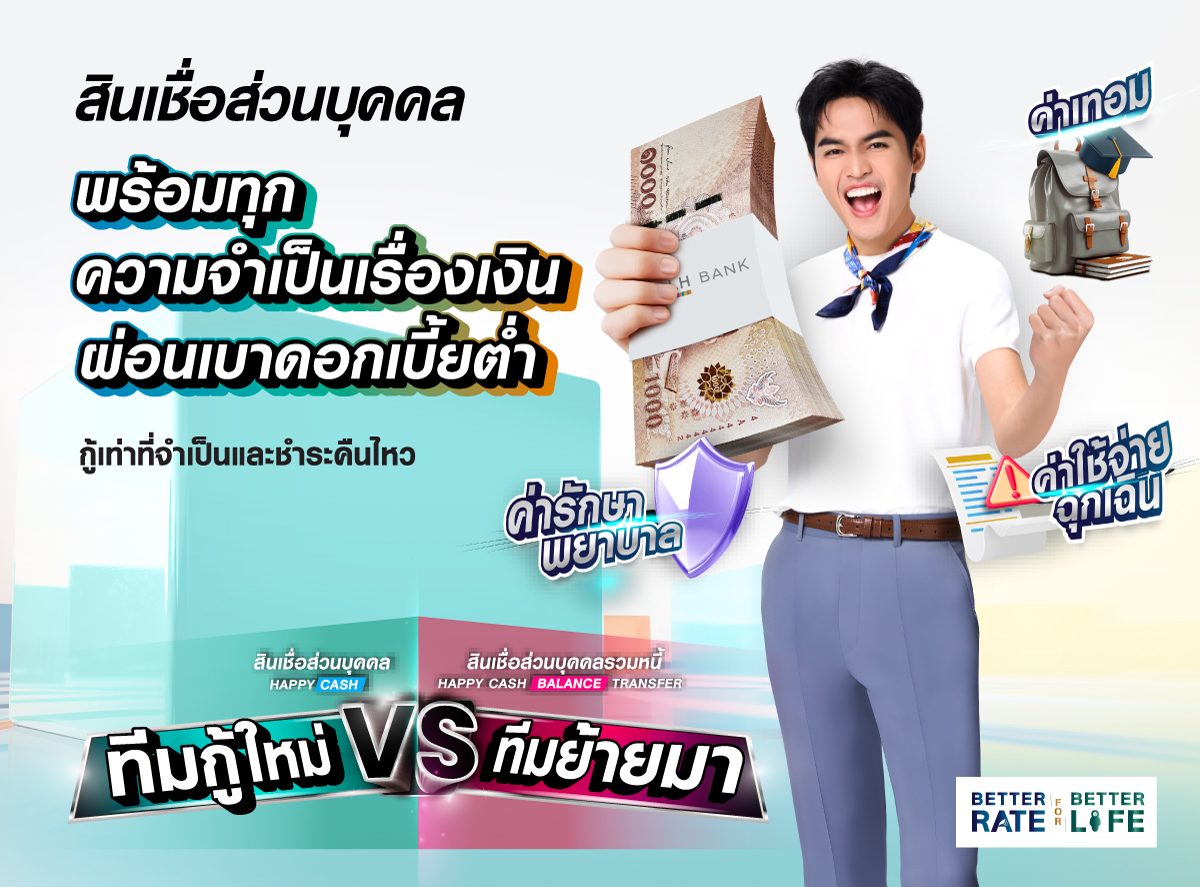 สินเชื่อส่วนบุคคล
พร้อมทุก
ความจำเป็นเรื่องเงิน
ผ่อนเบาดอกเบี้ยต่ำ
กู้เท่าที่จำเป็นและชำระคืนไหว
ค่าเทอม
1000
H BANK
1000
ค่ารักษา
พยาบาล
ค่าใช้จ่าย
ฉุกเฉิน
สินเชื่อส่วนบุคคล
HAPPY CASH
สินเชื่อส่วนบุคคลรวมหนี้
HAPPY CASH BALANCE TRANSFER
ทีมกู้ใหม่ VS ทีมย้ายมา
BETTER RATE FOR BETTER LIFE